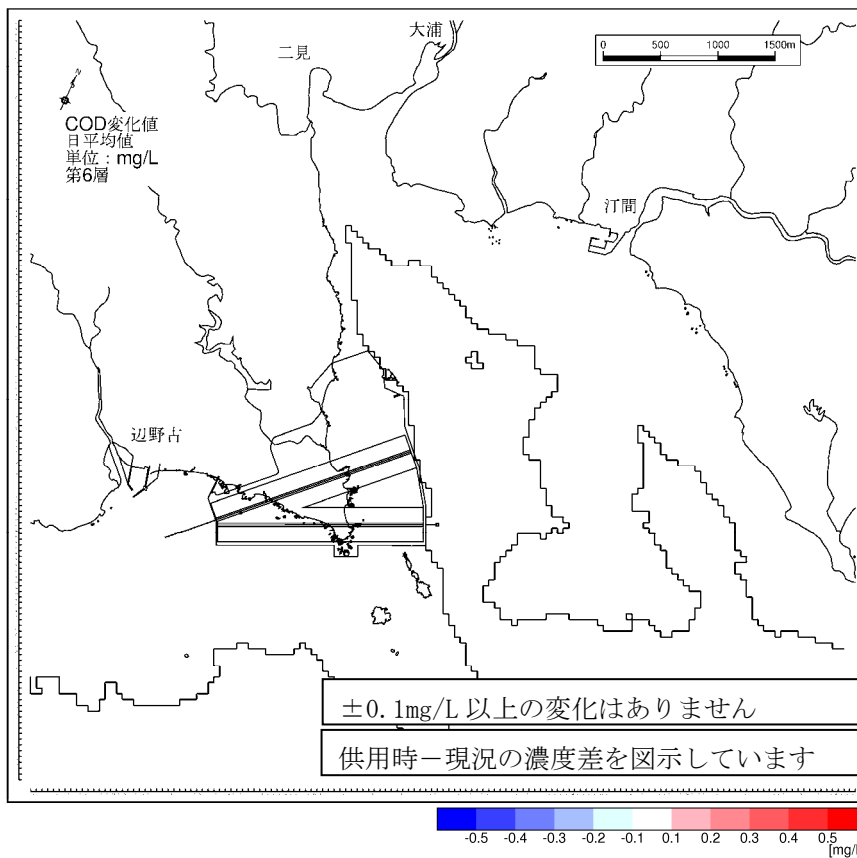 大浦
二見
0 500 1000 1500m
N
COD変化値
日平均値
単位：mg/L
第6層
汀間
辺野古
±0.1mg/L 以上の変化はありません
供用時－現況の濃度差を図示しています
-0.5 -0.4 -0.3 -0.2 -0.1 0.1 0.2 0.3 0.4 0.5
[mg/